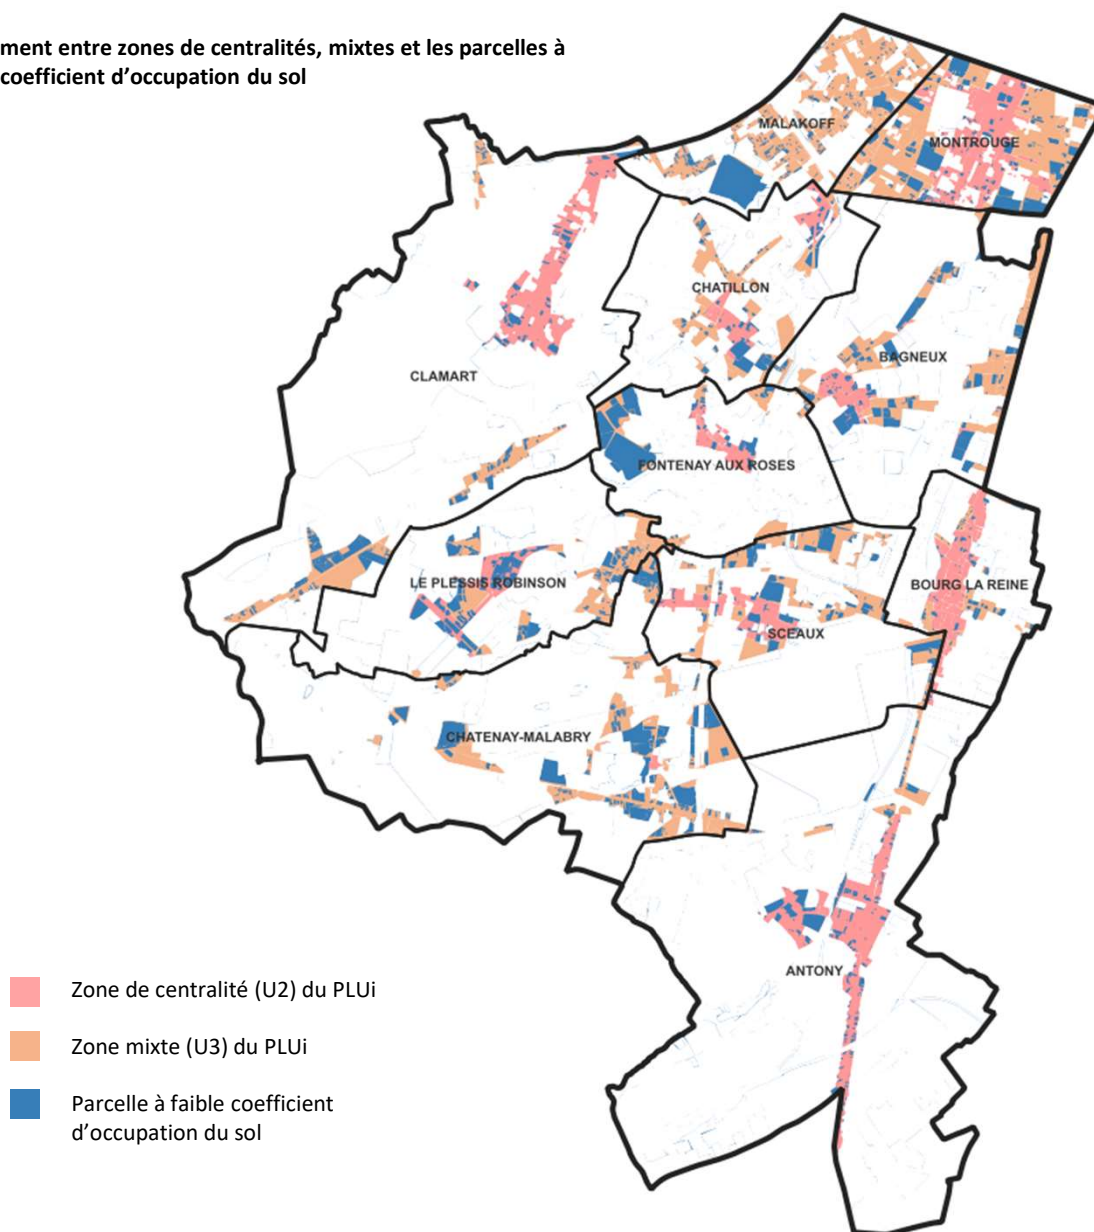 ment entre zones de centralités, mixtes et les parcelles à
coefficient d’occupation du sol
MALAKOFF
MONTROUGE
CHATILLON
BAGNEUX
CLAMART
FONTENAY AUX ROSES
LE PLESSIS ROBINSON
BOURG LA REINE
SCEAUX
CHATENAY-MALABRY
ANTONY
Zone de centralité (U2) du PLUi
Zone mixte (U3) du PLUi
Parcelle à faible coefficient
d’occupation du sol